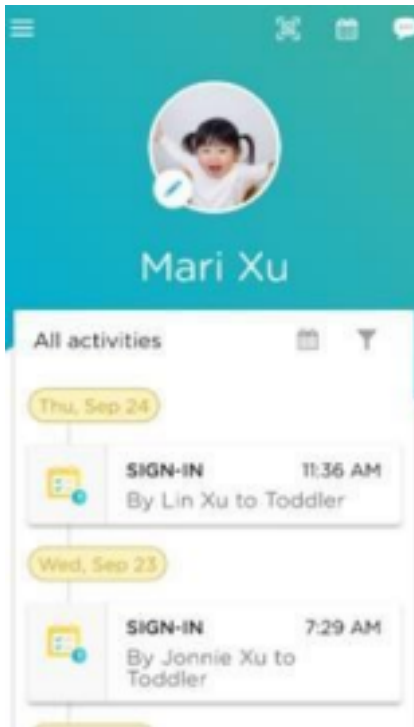 Mari Xu
All activities
Thu, Sep 24
SIGN-IN 11:36 AM
By Lin Xu to Toddler
Wed, Sep 23
SIGN-IN 7:29 AM
By Jonnie Xu to
Toddler